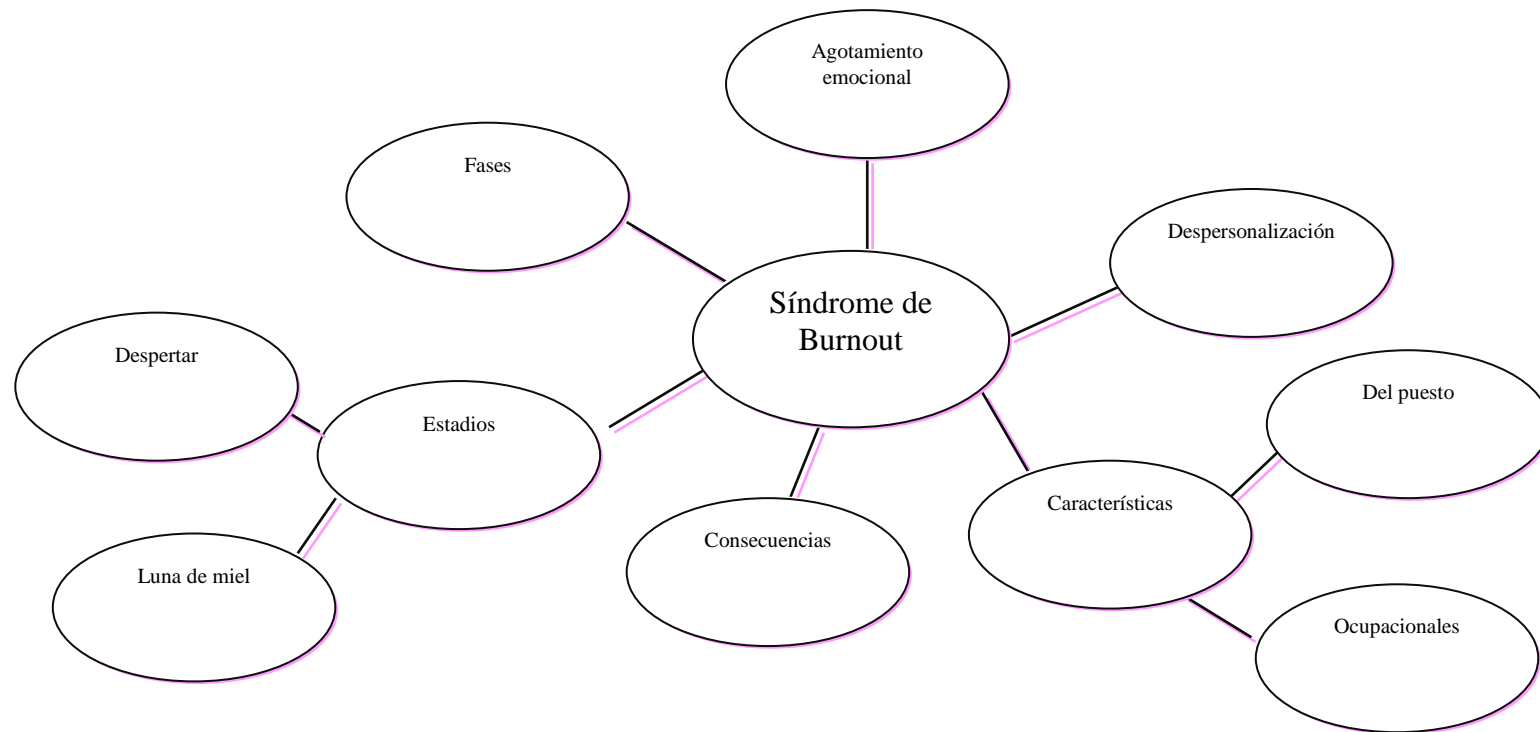 Agotamiento
emocional
Fases
Despersonalización
Síndrome de
Burnout
Despertar
Estadios
Del puesto
Características
Consecuencias
Luna de miel
Ocupacionales